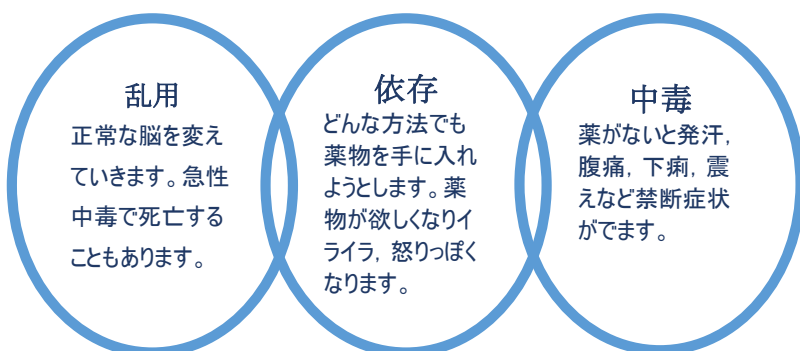 乱用
正常な脳を変え
ていきます。急性
中毒で死亡する
こともあります。
依存
どんな方法でも
薬物を手に入れ
ようとします。薬
物が欲しくなりイ
ライラ，怒りっぽく
なります。
中毒
薬がないと発汗，
腹痛，下痢，震
えなど禁断症状
がでます。